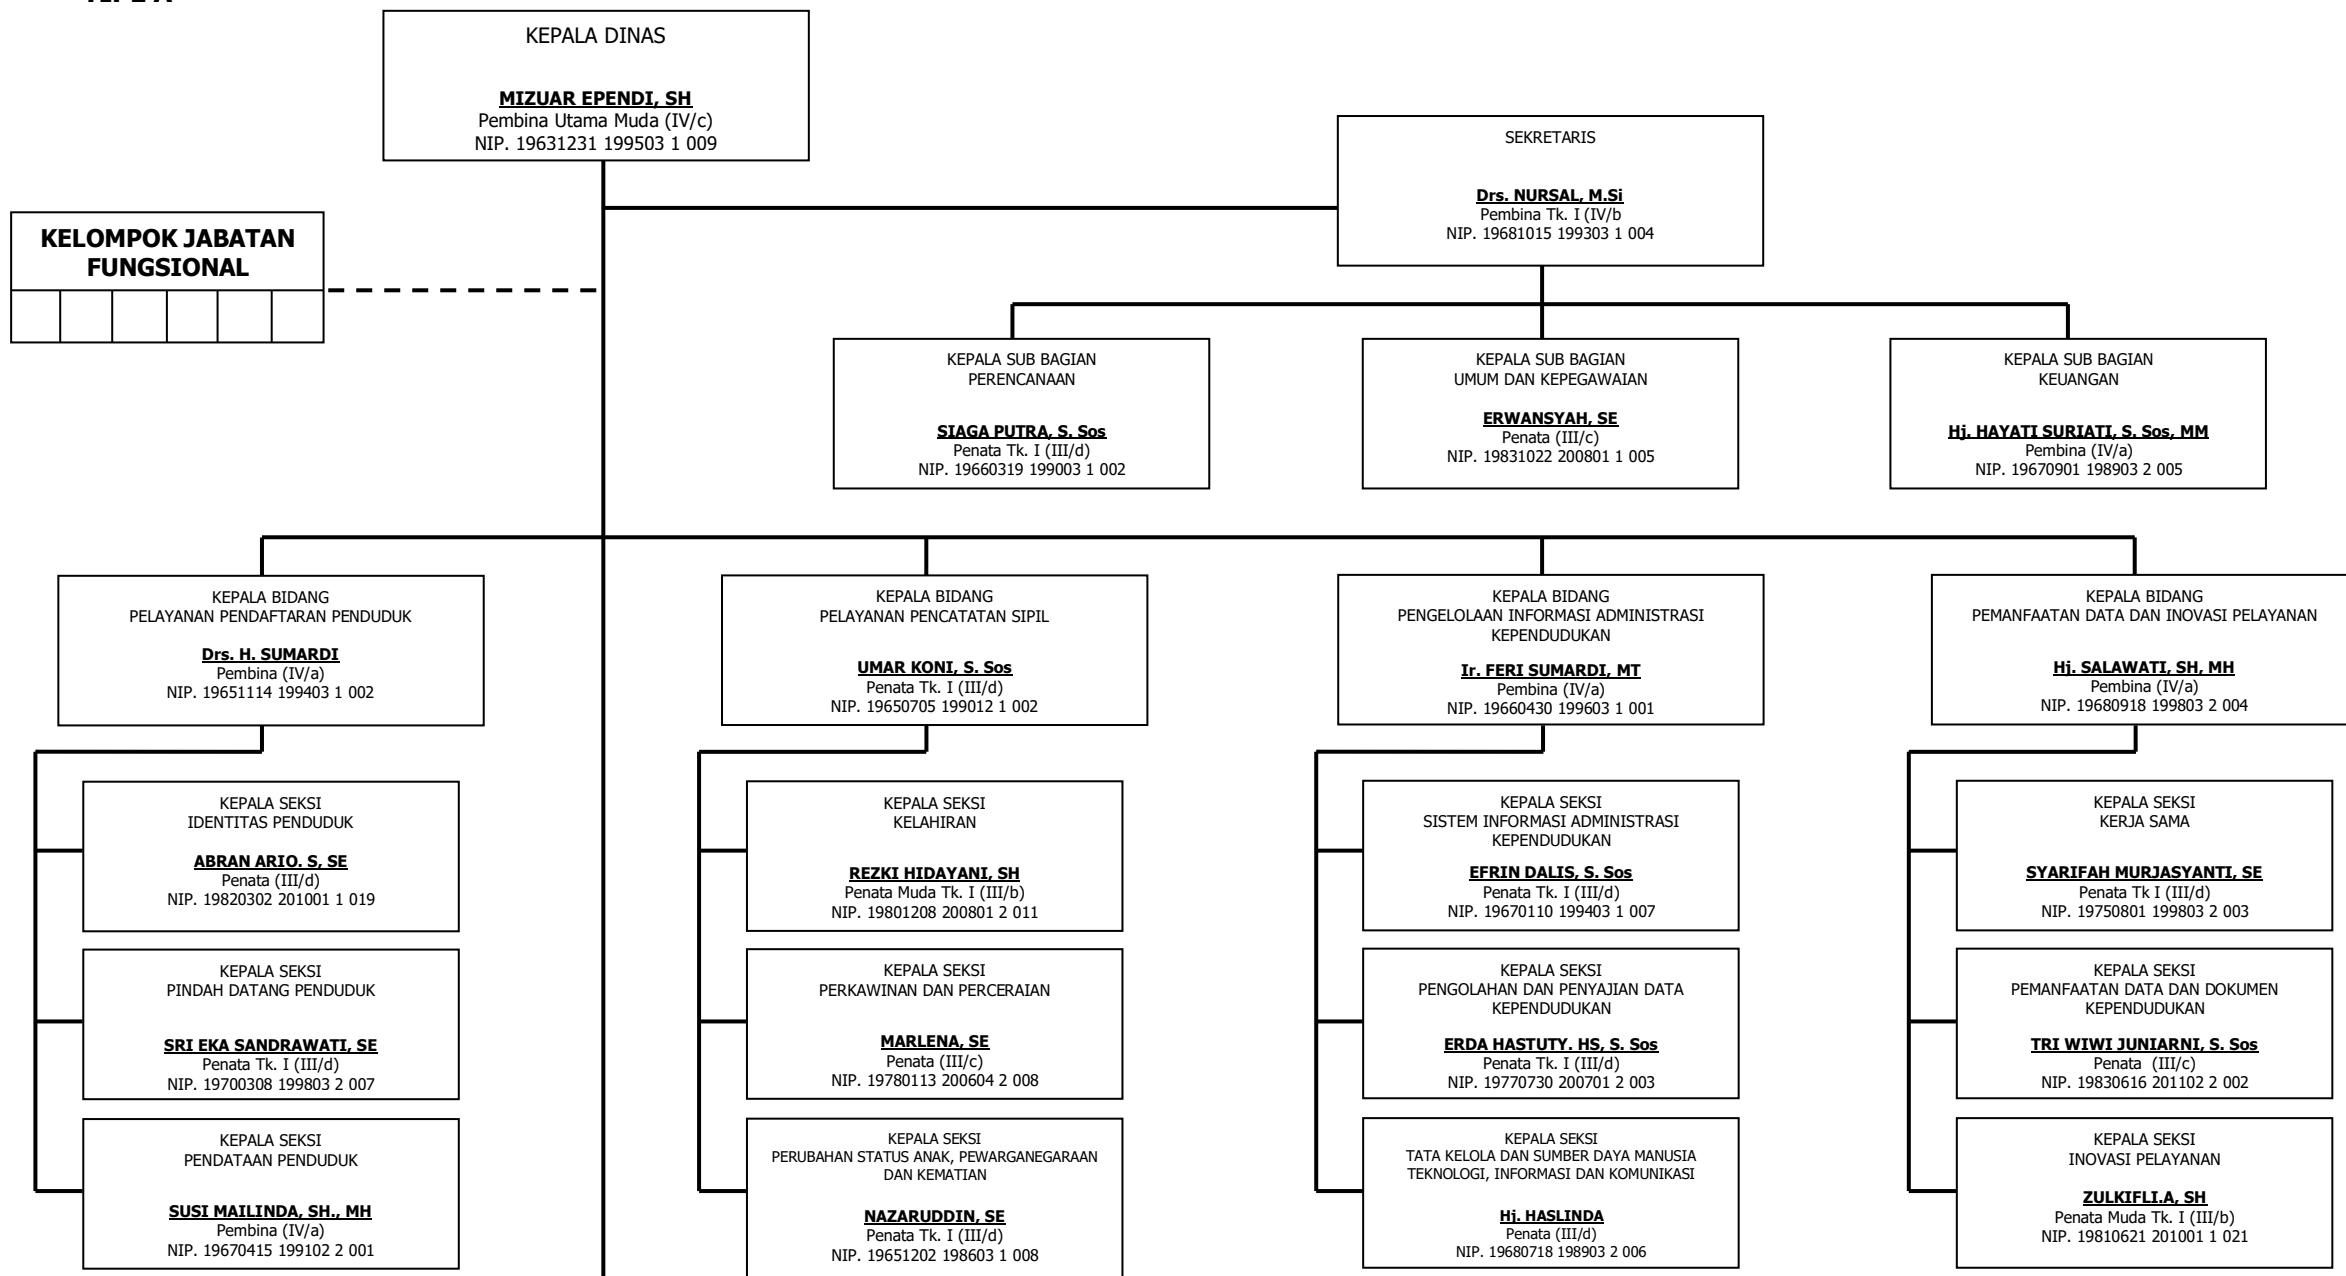 KEPALA DINAS
MIZUAR EPENDI, SH
Pembina Utama Muda (IV/c)
NIP. 19631231 199503 1 009
SEKRETARIS
Drs. NURSAL, M.Si
Pembina Tk. I (IV/b
NIP. 19681015 199303 1 004
KELOMPOK JABATAN
FUNGSIONAL
KEPALA SUB BAGIAN
PERENCANAAN
SIAGA PUTRA, S. Sos
Penata Tk. I (III/d)
NIP. 19660319 199003 1 002
KEPALA SUB BAGIAN
UMUM DAN KEPEGAWAIAN
ERWANSYAH, SE
Penata (III/c)
NIP. 19831022 200801 1 005
KEPALA SUB BAGIAN
KEUANGAN
Hj. HAYATI SURIATI, S. Sos, MM
Pembina (IV/a)
NIP. 19670901 198903 2 005
KEPALA BIDANG
PELAYANAN PENDAFTARAN PENDUDUK
Drs. H. SUMARDI
Pembina (IV/a)
NIP. 19651114 199403 1 002
KEPALA BIDANG
PELAYANAN PENCATATAN SIPIL
UMAR KONI, S. Sos
Penata Tk. I (III/d)
NIP. 19650705 199012 1 002
KEPALA BIDANG
PENGELOLAAN INFORMASI ADMINISTRASI
KEPENDUDUKAN
Ir. FERI SUMARDI, MT
Pembina (IV/a)
NIP. 19660430 199603 1 001
KEPALA BIDANG
PEMANFAATAN DATA DAN INOVASI PELAYANAN
Hj. SALAWATI, SH, MH
Pembina (IV/a)
NIP. 19680918 199803 2 004
KEPALA SEKSI
IDENTITAS PENDUDUK
ABRAN ARIO. S, SE
Penata (III/d)
NIP. 19820302 201001 1 019
KEPALA SEKSI
KELAHIRAN
REZKI HIDAYANI, SH
Penata Muda Tk. I (III/b)
NIP. 19801208 200801 2 011
KEPALA SEKSI
SISTEM INFORMASI ADMINISTRASI
KEPENDUDUKAN
EFRIN DALIS, S. Sos
Penata Tk. I (III/d)
NIP. 19670110 199403 1 007
KEPALA SEKSI
KERJA SAMA
SYARIFAH MURJASYANTI, SE
Penata Tk I (III/d)
NIP. 19750801 199803 2 003
KEPALA SEKSI
PINDAH DATANG PENDUDUK
SRI EKA SANDRAWATI, SE
Penata Tk. I (III/d)
NIP. 19700308 199803 2 007
KEPALA SEKSI
PERKAWINAN DAN PERCERAIAN
MARLENA, SE
Penata (III/c)
NIP. 19780113 200604 2 008
KEPALA SEKSI
PENGOLAHAN DAN PENYAJIAN DATA
KEPENDUDUKAN
ERDA HASTUTY. HS, S. Sos
Penata Tk. I (III/d)
NIP. 19770730 200701 2 003
KEPALA SEKSI
PEMANFAATAN DATA DAN DOKUMEN
KEPENDUDUKAN
TRI WIWI JUNIARNI, S. Sos
Penata (III/c)
NIP. 19830616 201102 2 002
KEPALA SEKSI
PENDATAAN PENDUDUK
SUSI MAILINDA, SH., MH
Pembina (IV/a)
NIP. 19670415 199102 2 001
KEPALA SEKSI
PERUBAHAN STATUS ANAK, PEWARGANEGARAAN
DAN KEMATIAN
NAZARUDDIN, SE
Penata Tk. I (III/d)
NIP. 19651202 198603 1 008
KEPALA SEKSI
TATA KELOLA DAN SUMBER DAYA MANUSIA
TEKNOLOGI, INFORMASI DAN KOMUNIKASI
Hj. HASLINDA
Penata (III/d)
NIP. 19680718 198903 2 006
KEPALA SEKSI
INOVASI PELAYANAN
ZULKIFLI.A, SH
Penata Muda Tk. I (III/b)
NIP. 19810621 201001 1 021